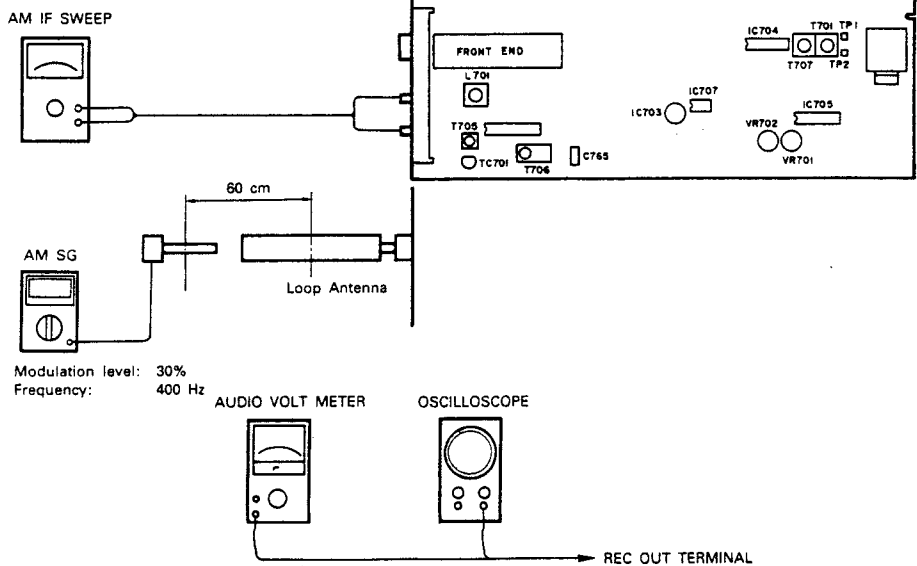 AM IF SWEEP
FRONT END
L701
T705
TC701
T706
C765
IC703
IC707
IC704
T701 TP1
T707 TP2
IC705
VR702
VR701
60 cm
AM SG
Loop Antenna
Modulation level: 30%
Frequency: 400 Hz
AUDIO VOLT METER
OSCILLOSCOPE
REC OUT TERMINAL